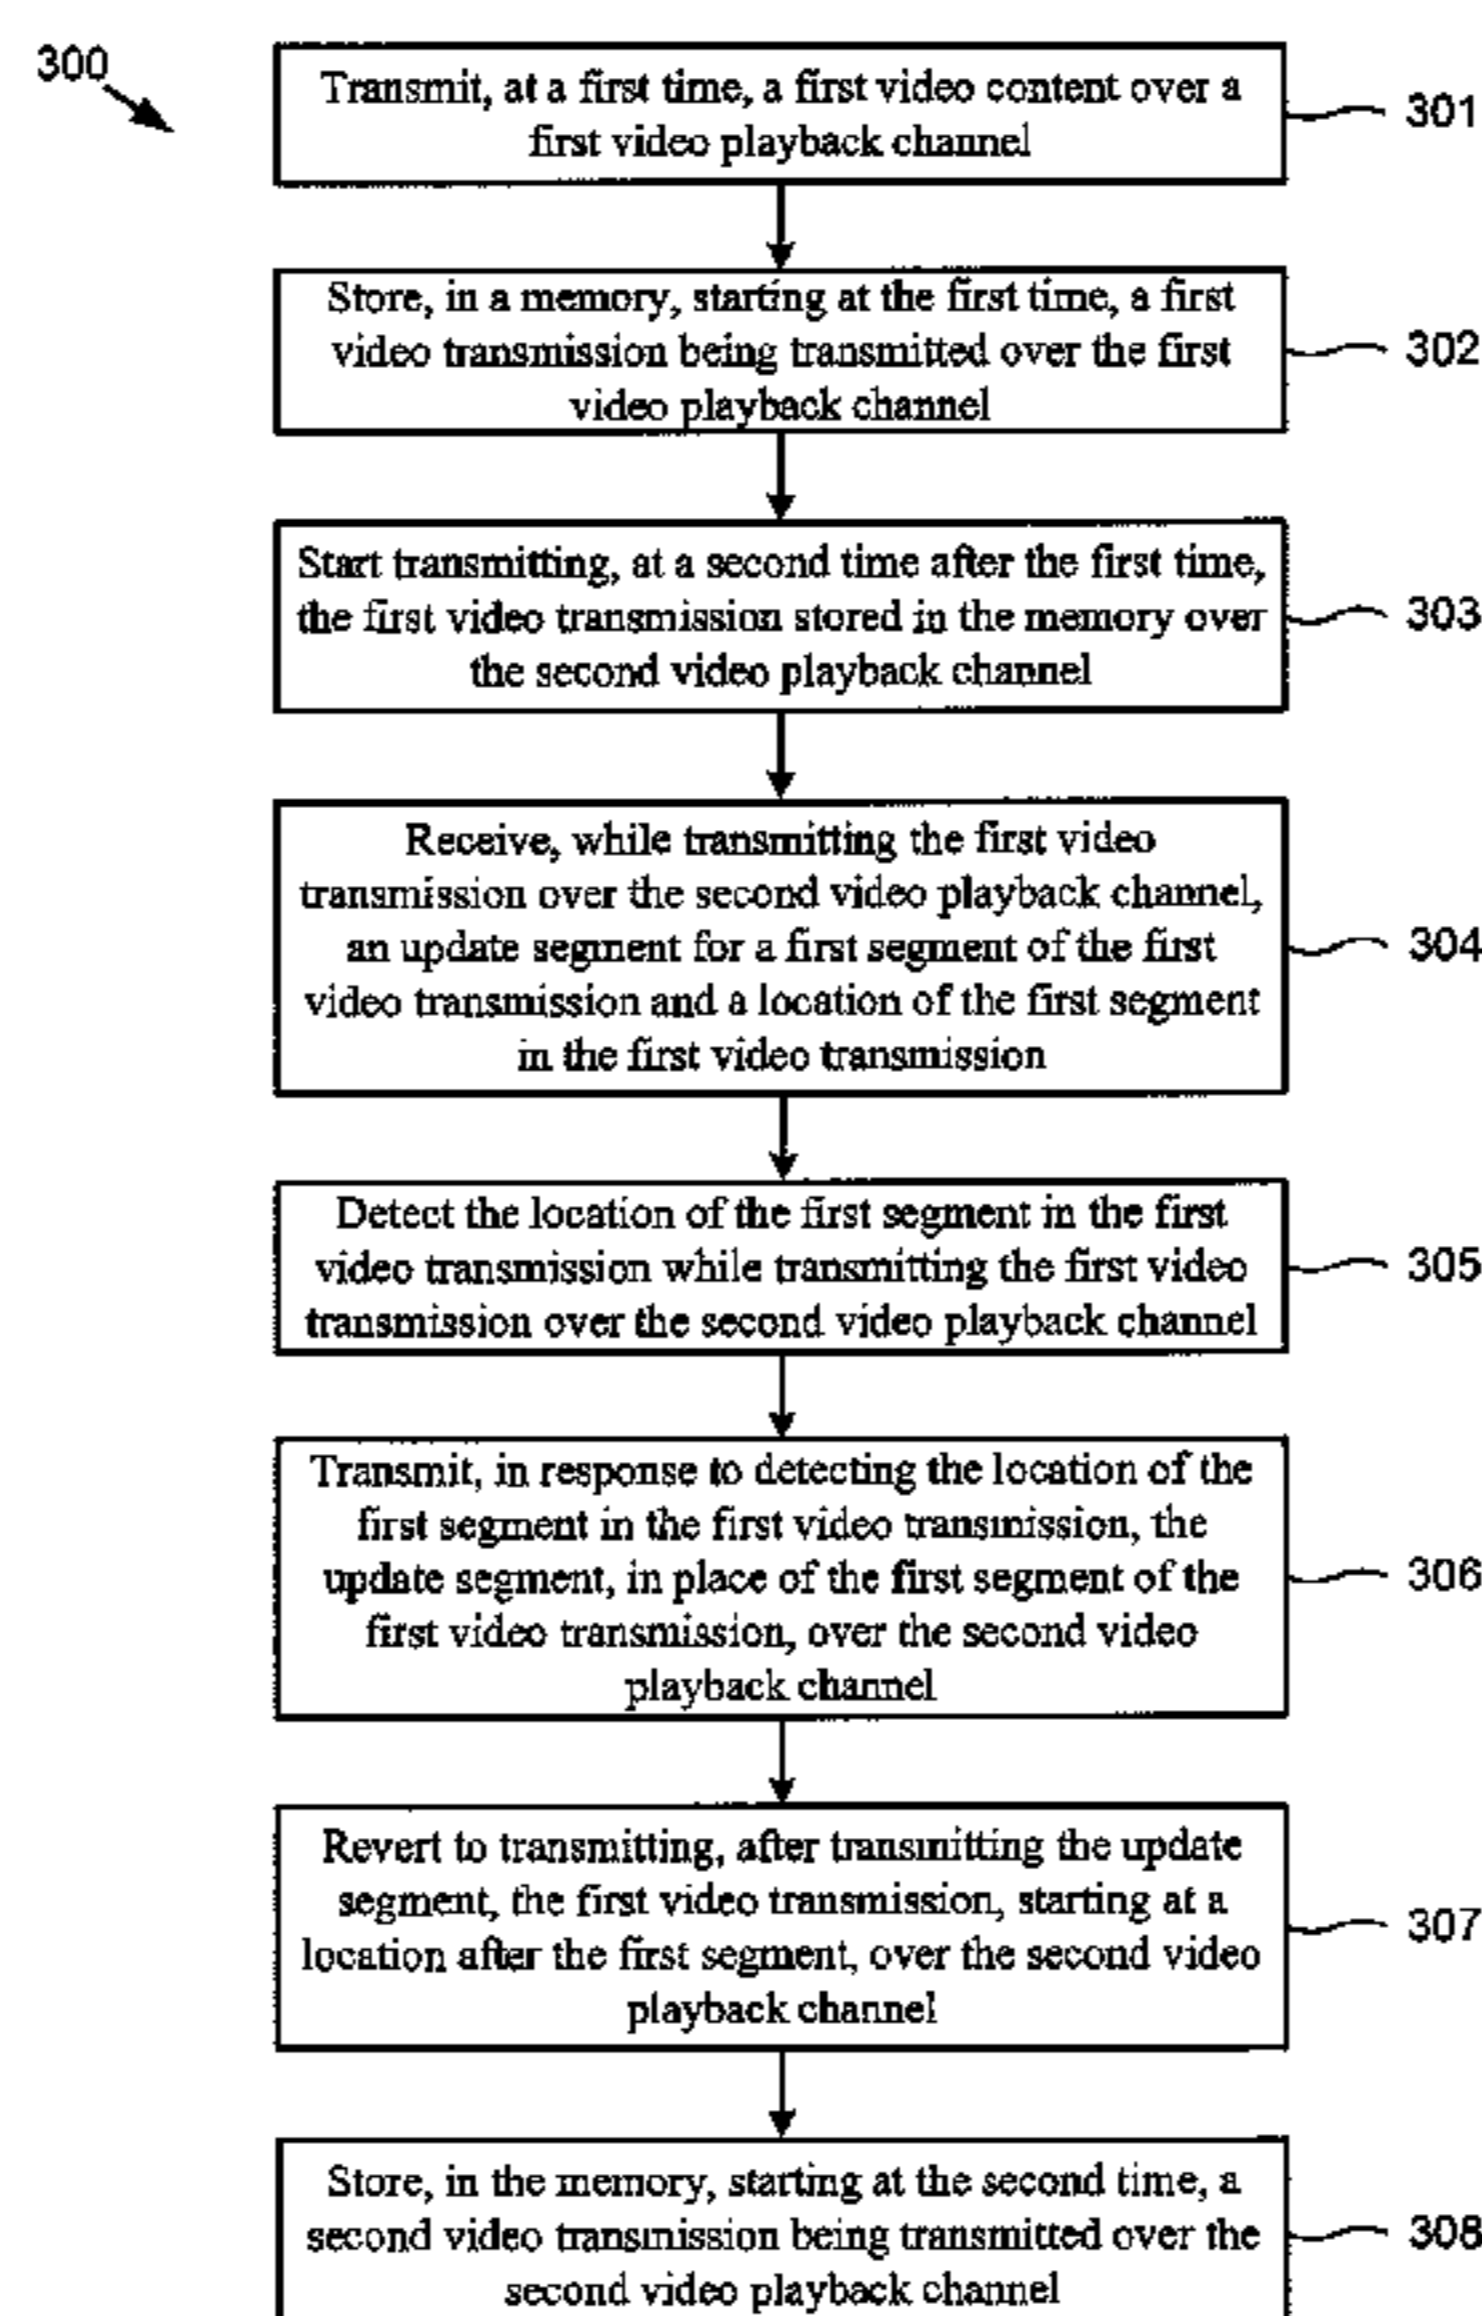 300
Transmit, at a first time, a first video content over a
first video playback channel
301
Store, in a memory, starting at the first time, a first
video transmission being transmitted over the first
video playback channel
302
Start transmitting, at a second time after the first time,
the first video transmission stored in the memory over
the second video playback channel
303
Receive, while transmitting the first video
transmission over the second video playback channel,
an update segment for a first segment of the first
video transmission and a location of the first segment
in the first video transmission
304
Detect the location of the first segment in the first
video transmission while transmitting the first video
transmission over the second video playback channel
305
Transmit, in response to detecting the location of the
first segment in the first video transmission, the
update segment, in place of the first segment of the
first video transmission, over the second video
playback channel
306
Revert to transmitting, after transmitting the update
segment, the first video transmission, starting at a
location after the first segment, over the second video
playback channel
307
Store, in the memory, starting at the second time, a
second video transmission being transmitted over the
second video playback channel
308